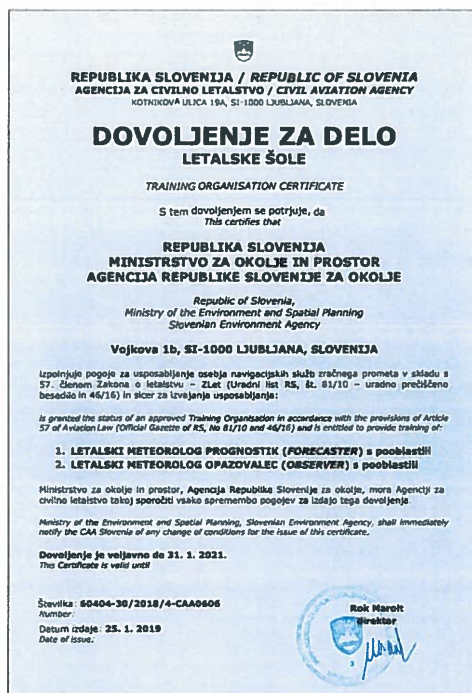 REPUBLIKA SLOVENIJA / REPUBLIC OF SLOVENIA
AGENCIJA ZA CIVILNO LETALSTVO / CIVIL AVIATION AGENCY
KOTNIKOVA ULICA 19A, SI-1000 LJUBLJANA, SLOVENIA
DOVOLJENJE ZA DELO
LETALSKE ŠOLE
TRAINING ORGANISATION CERTIFICATE
S tem dovoljenjem se potrjuje, da
This certifies that
REPUBLIKA SLOVENIJA
MINISTRSTVO ZA OKOLJE IN PROSTOR
AGENCIJA REPUBLIKE SLOVENIJE ZA OKOLJE
Republic of Slovenia,
Ministry of the Environment and Spatial Planning
Slovenian Environment Agency
Vojkova 1b, SI-1000 LJUBLJANA, SLOVENIJA
izpolnjuje pogoje za usposabljanje osebja navigacijskih služb zračnega prometa v skladu s
57. členom Zakona o letalstvu – ZLet (Uradni list RS, št. 81/10 – uradno prečiščeno
besedilo in 46/16) in sicer za izvajanja usposabljanja:
is granted the status of an approved Training Organisation in accordance with the provisions of Article
57 of Aviation Law (Official Gazette of RS, No 81/10 and 46/16) and is entitled to provide training of:
1. LETALSKI METEOROLOG PROGNOSTIK (FORECASTER) s pooblastili
2. LETALSKI METEOROLOG OPAZOVALEC (OBSERVER) s pooblastili
Ministrstvo za okolje in prostor, Agencija Republika Slovenije za okolje, mora Agenciji za
civilno letalstvo takoj sporočiti vsako spremembo pogojev za izdajo tega dovoljenja.
Ministry of the Environment and Spatial Planning, Slovenian Environment Agency, shall immediately
notify the CAA Slovenia of any change of conditions for the issue of this certificate.
Dovoljenje je veljavno do 31. 1. 2021.
This Certificate is valid until
Številka: 60404-30/2018/4-CAA0606
Number:
Rok Marolt
direktor
Datum izdaje: 25. 1. 2019
Date of issue:
3